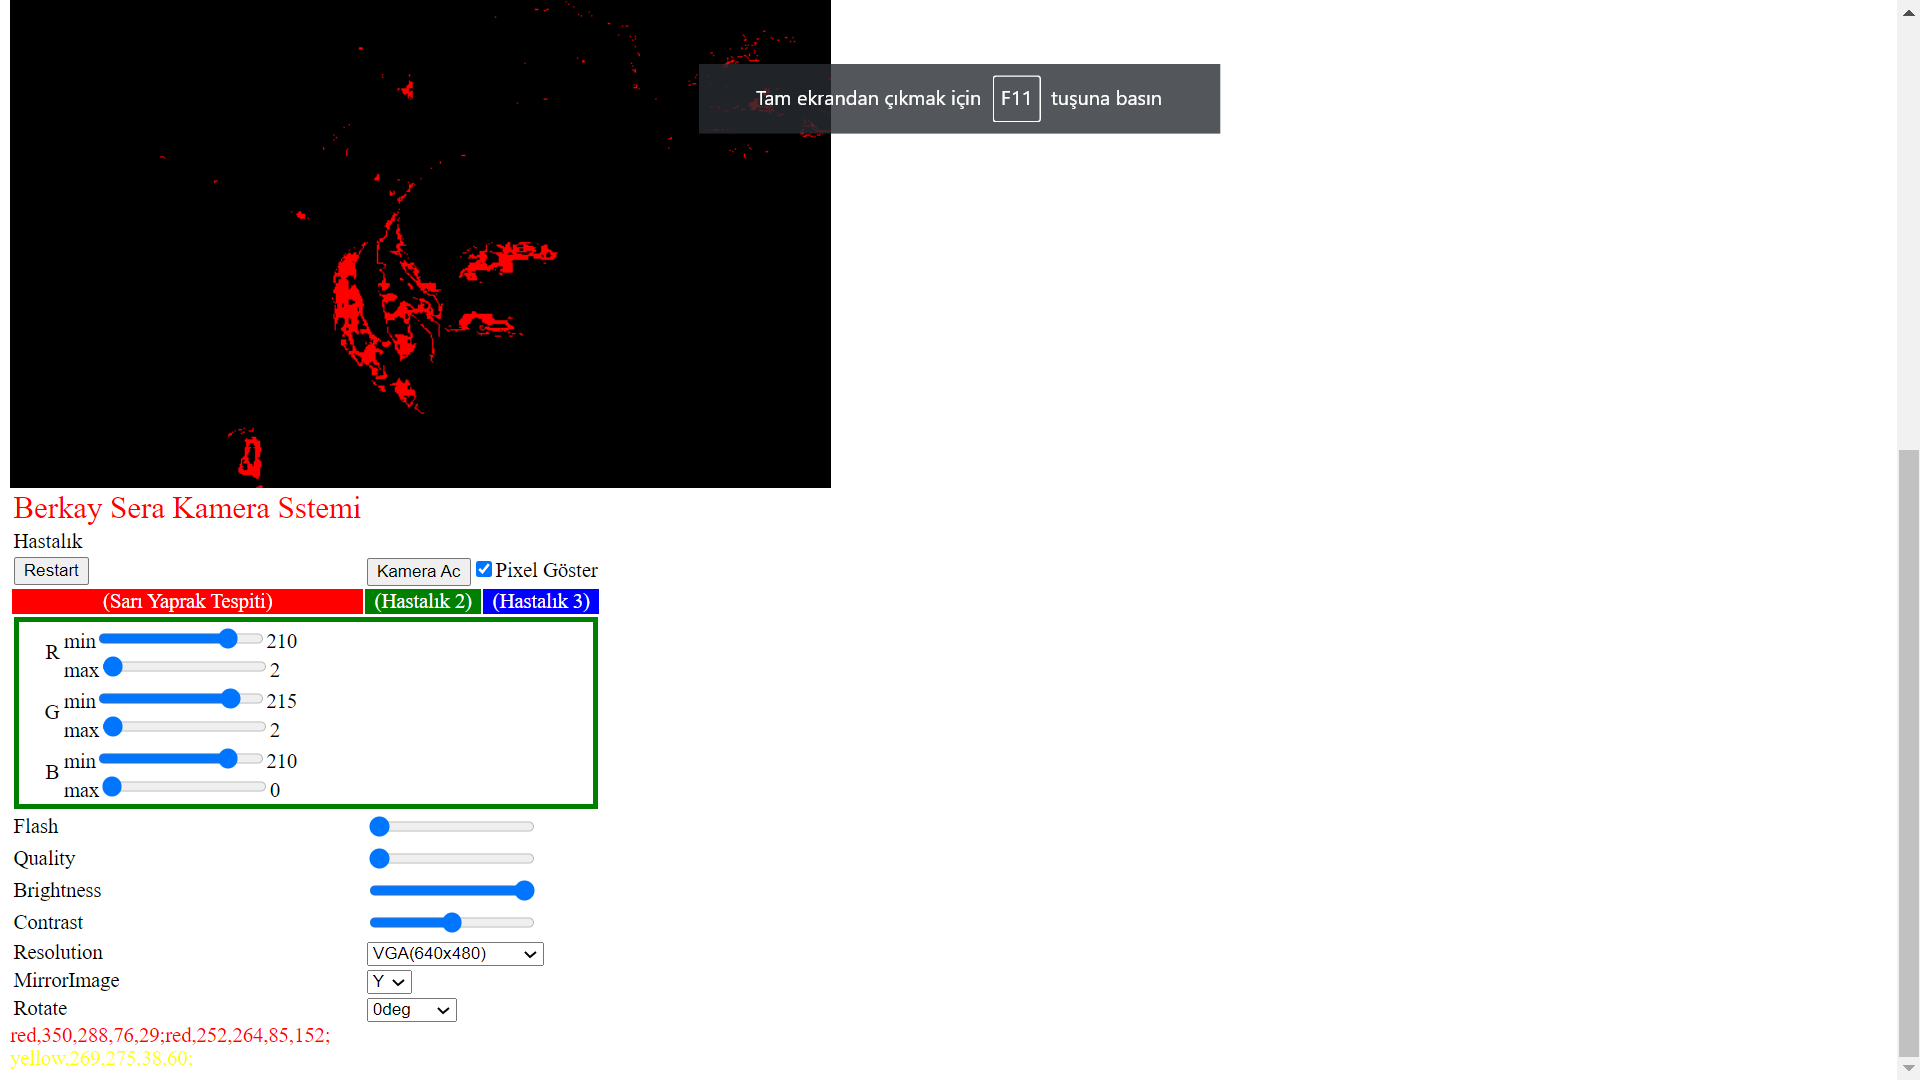 Tam ekrandan çıkmak için F11 tuşuna basın
Berkay Sera Kamera Sstemi
Hastalık
Restart Kamera Ac Pixel Göster
(Sarı Yaprak Tespiti) (Hastalık 2) (Hastalık 3)
R min 210
max 2
G min 215
max 2
B min 210
max 0
Flash
Quality
Brightness
Contrast
Resolution VGA(640x480)
MirrorImage Y
Rotate 0deg
red,350,288,76,29;red,252,264,85,152;
yellow,269,275,38,60;